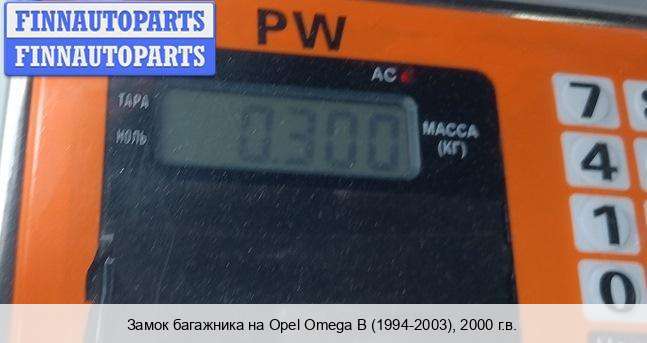 FINNAUTOPARTS
FINNAUTOPARTS
PW
AC
ТАРА
НОЛЬ
0.300
МАССА
(КГ)
7
4
1
0
Замок багажника на Opel Omega B (1994-2003), 2000 г.в.